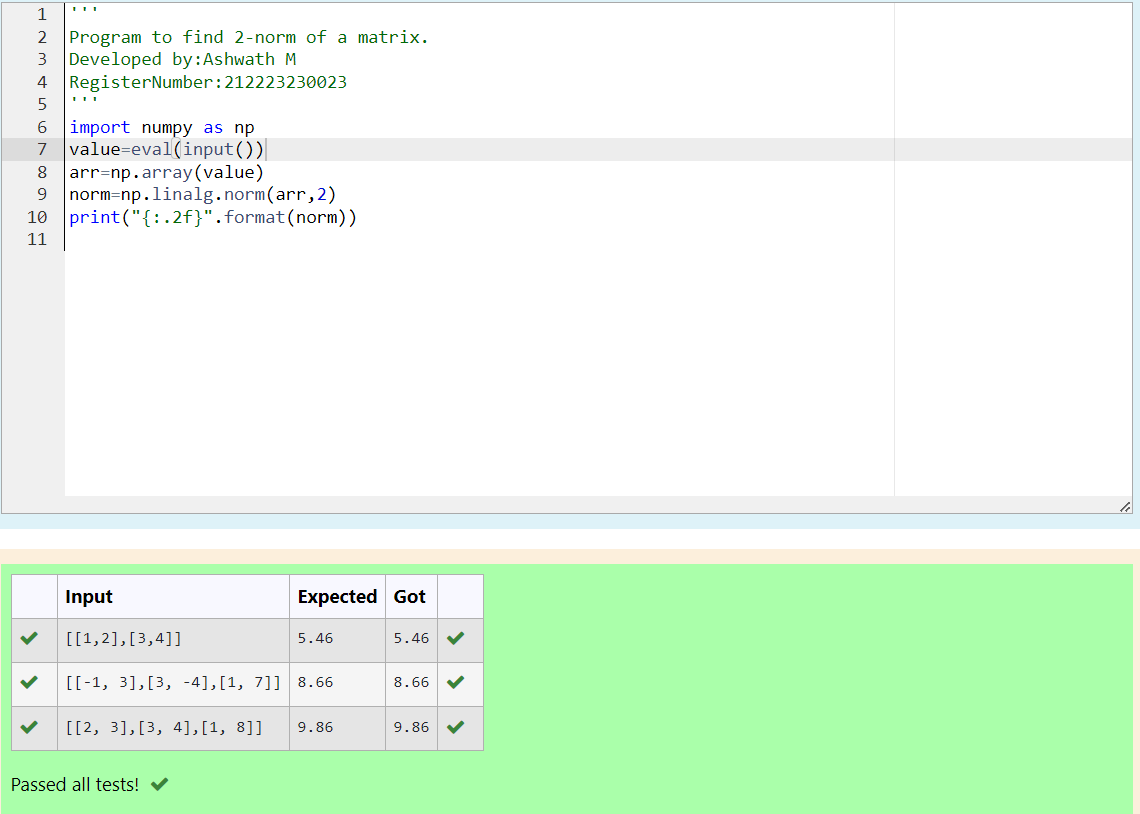 1 '''
2 Program to find 2-norm of a matrix.
3 Developed by:Ashwath M
4 RegisterNumber:212223230023
5 '''
6 import numpy as np
7 value=eval(input())
8 arr=np.array(value)
9 norm=np.linalg.norm(arr,2)
10 print("{:.2f}".format(norm))
11
Input Expected Got
[[1,2],[3,4]] 5.46 5.46
[[-1, 3],[3, -4],[1, 7]] 8.66 8.66
[[2, 3],[3, 4],[1, 8]] 9.86 9.86
Passed all tests!